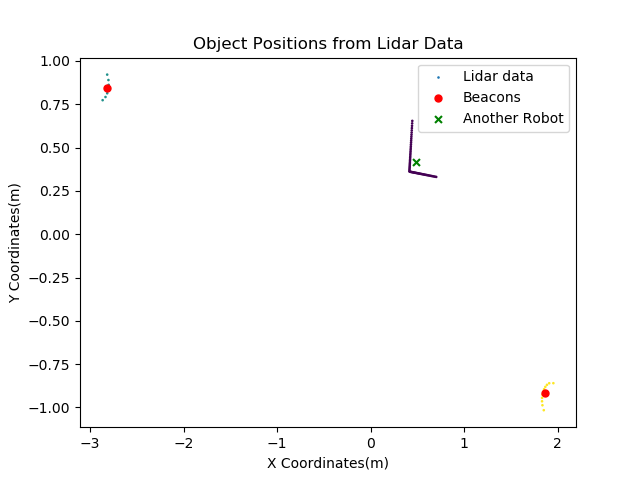 Object Positions from Lidar Data
Lidar data
Beacons
Another Robot
1.00
0.75
0.50
0.25
0.00
−0.25
−0.50
−0.75
−1.00
Y Coordinates(m)
−3
−2
−1
0
1
2
X Coordinates(m)